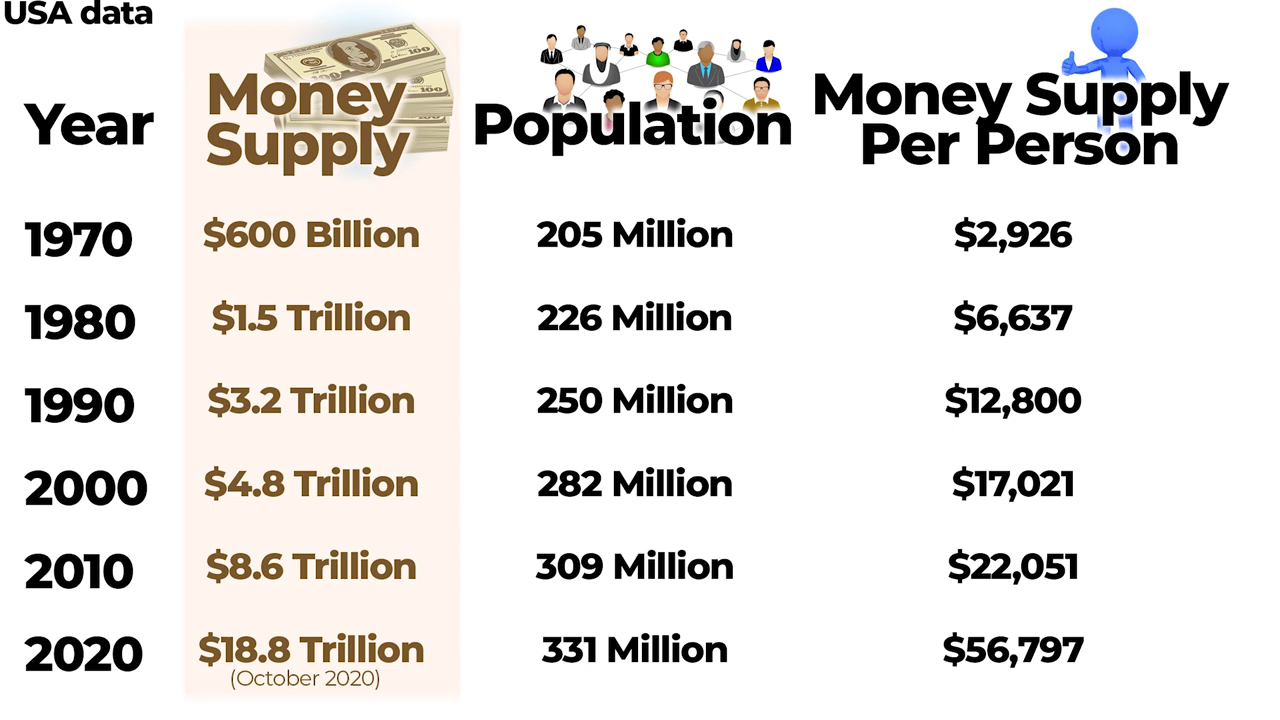 USA data
Year Money Supply Population Money Supply Per Person
1970 $600 Billion 205 Million $2,926
1980 $1.5 Trillion 226 Million $6,637
1990 $3.2 Trillion 250 Million $12,800
2000 $4.8 Trillion 282 Million $17,021
2010 $8.6 Trillion 309 Million $22,051
2020 $18.8 Trillion 331 Million $56,797
(October 2020)